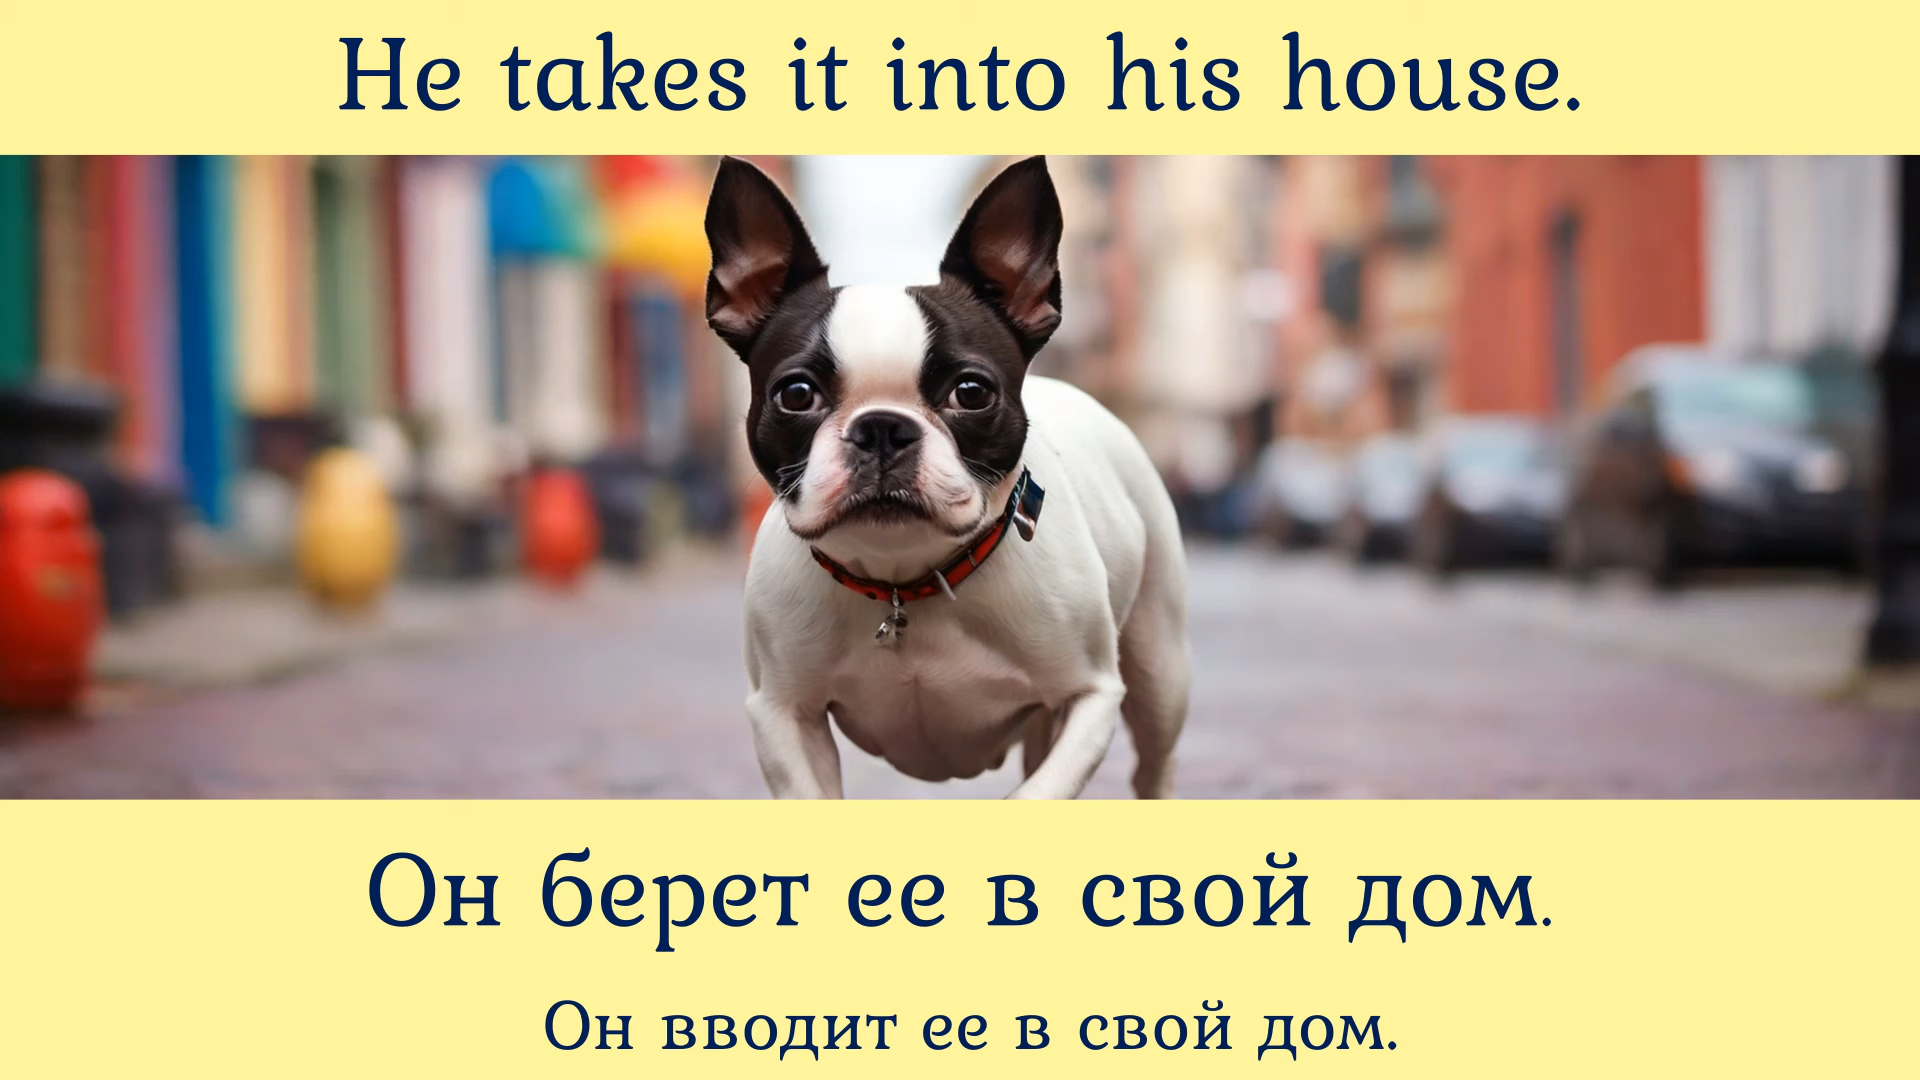 He takes it into his house.
Он берет ее в свой дом.
Он вводит ее в свой дом.